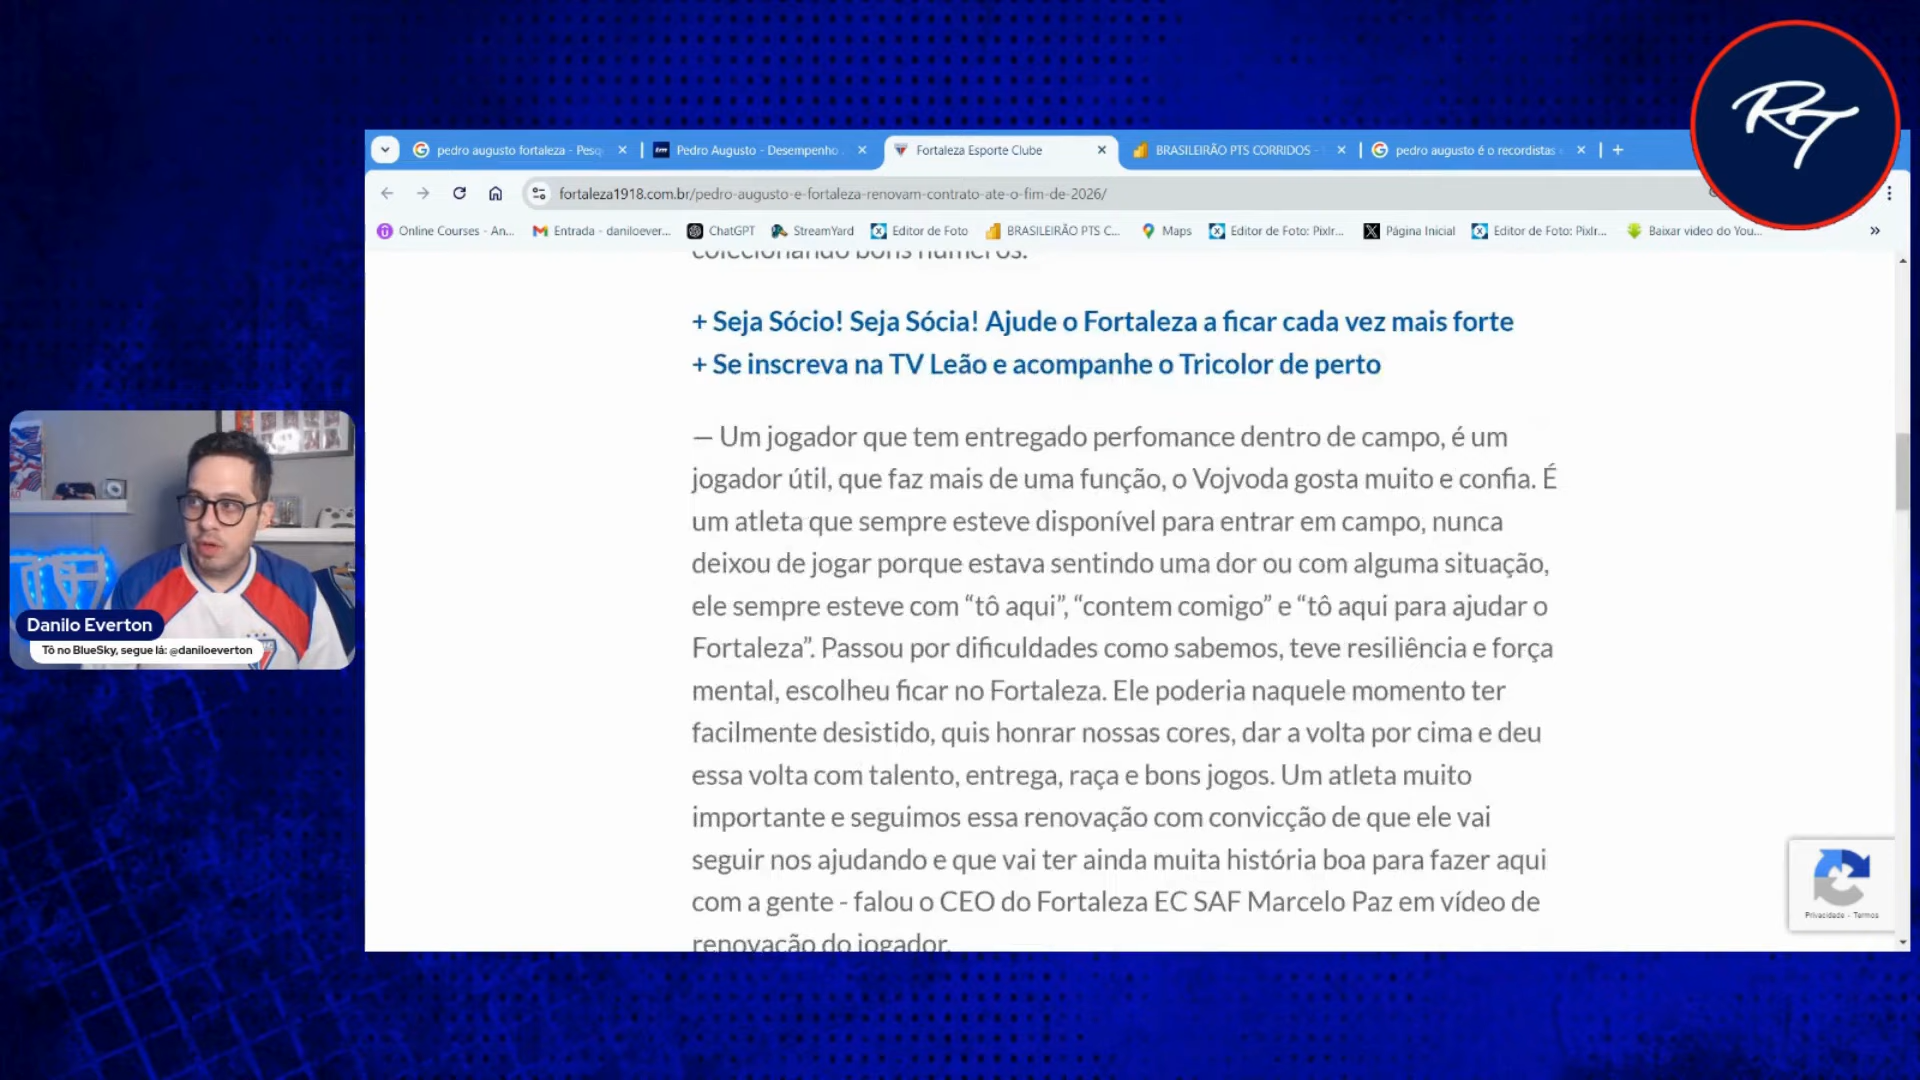 RT
pedro augusto fortaleza - Pesq
Pedro Augusto - Desempenho
Fortaleza Esporte Clube
BRASILEIRÃO PTS CORRIDOS -
pedro augusto é o recordistas
fortaleza1918.com.br/pedro-augusto-e-fortaleza-renovam-contrato-ate-o-fim-de-2026/
Online Courses - An...
Entrada - daniloever...
ChatGPT
StreamYard
Editor de Foto
BRASILEIRÃO PTS C...
Maps
Editor de Foto: Pixlr...
Página Inicial
Editor de Foto: Pixlr...
Baixar video do You...
colecionando bons números.
+ Seja Sócio! Seja Sócia! Ajude o Fortaleza a ficar cada vez mais forte
+ Se inscreva na TV Leão e acompanhe o Tricolor de perto
— Um jogador que tem entregado perfomance dentro de campo, é um
jogador útil, que faz mais de uma função, o Vojvoda gosta muito e confia. É
um atleta que sempre esteve disponível para entrar em campo, nunca
deixou de jogar porque estava sentindo uma dor ou com alguma situação,
ele sempre esteve com “tô aqui”, “contem comigo” e “tô aqui para ajudar o
Fortaleza”. Passou por dificuldades como sabemos, teve resiliência e força
mental, escolheu ficar no Fortaleza. Ele poderia naquele momento ter
facilmente desistido, quis honrar nossas cores, dar a volta por cima e deu
essa volta com talento, entrega, raça e bons jogos. Um atleta muito
importante e seguimos essa renovação com convicção de que ele vai
seguir nos ajudando e que vai ter ainda muita história boa para fazer aqui
com a gente - falou o CEO do Fortaleza EC SAF Marcelo Paz em vídeo de
renovação do jogador.
Privacidade - Termos
Danilo Everton
Tô no BlueSky, segue lá: @daniloeverton